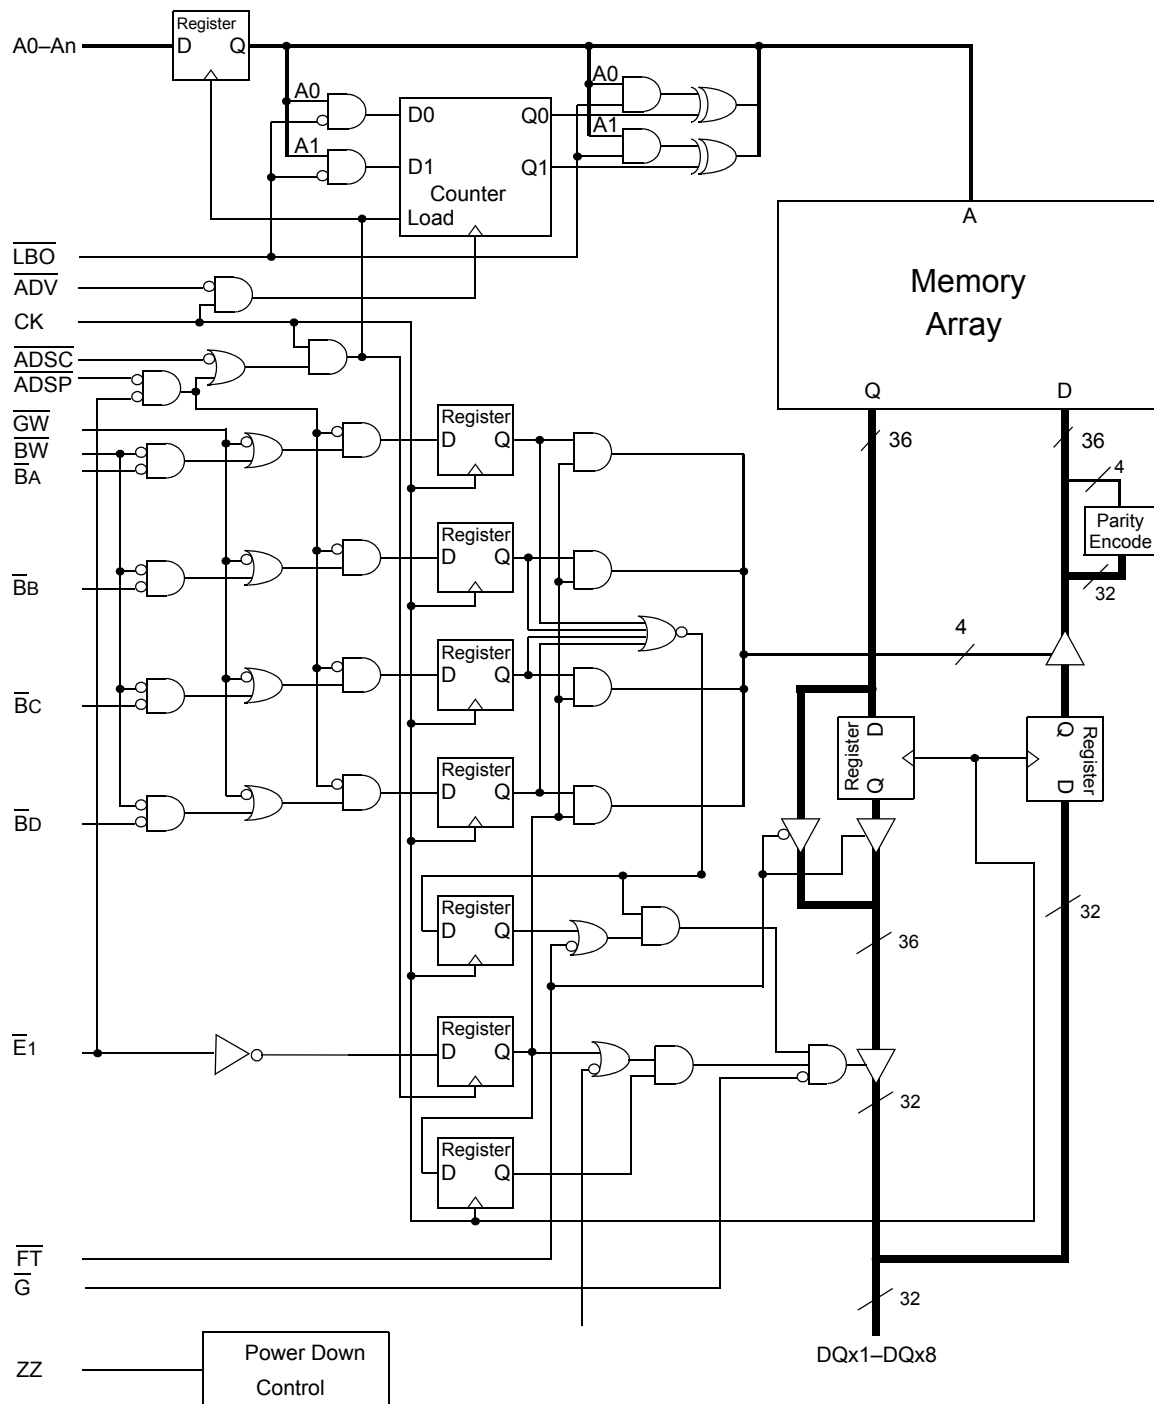 Register
A0–An
D Q
A0
A0
D0
Q0
A1
A1
D1
Q1
Counter
Load
A
LBO
ADV
Memory
CK
Array
ADSC
ADSP
Q
D
GW
Register
BW
D Q
36
36
BA
4
Parity
Encode
Register
D Q
BB
32
4
Register
D Q
BC
Register
D
Q
Q
D
Register
Register
D Q
BD
Register
D Q
32
36
Register
E1
D Q
32
Register
D Q
FT
G
32
Power Down
DQx1–DQx8
ZZ
Control